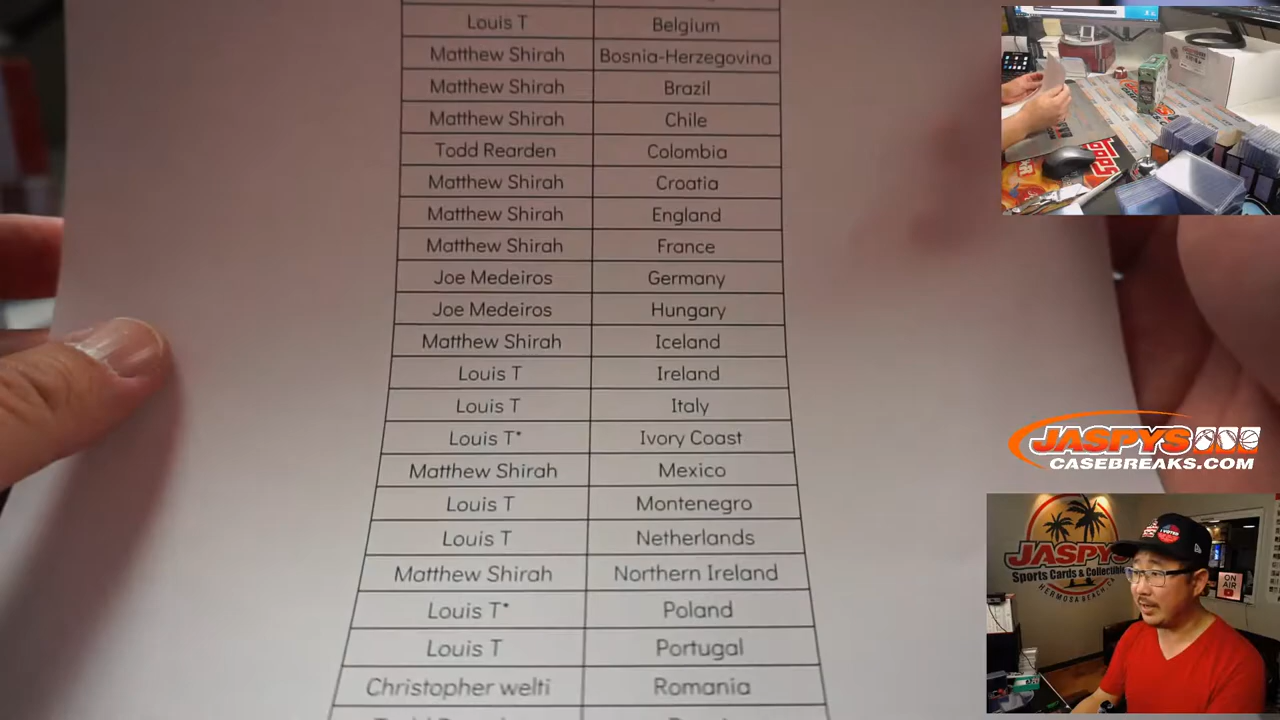 Louis T Belgium
Matthew Shirah Bosnia-Herzegovina
Matthew Shirah Brazil
Matthew Shirah Chile
Todd Rearden Colombia
Matthew Shirah Croatia
Matthew Shirah England
Matthew Shirah France
Joe Medeiros Germany
Joe Medeiros Hungary
Matthew Shirah Iceland
Louis T Ireland
Louis T Italy
Louis T* Ivory Coast
Matthew Shirah Mexico
Louis T Montenegro
Louis T Netherlands
Matthew Shirah Northern Ireland
Louis T* Poland
Louis T Portugal
Christopher welti Romania
topps
JASPYS
CASEBREAKS.COM
JASPYS
Sports Cards & Collectible
HERMOSA BEACH, CA
ON
AIR